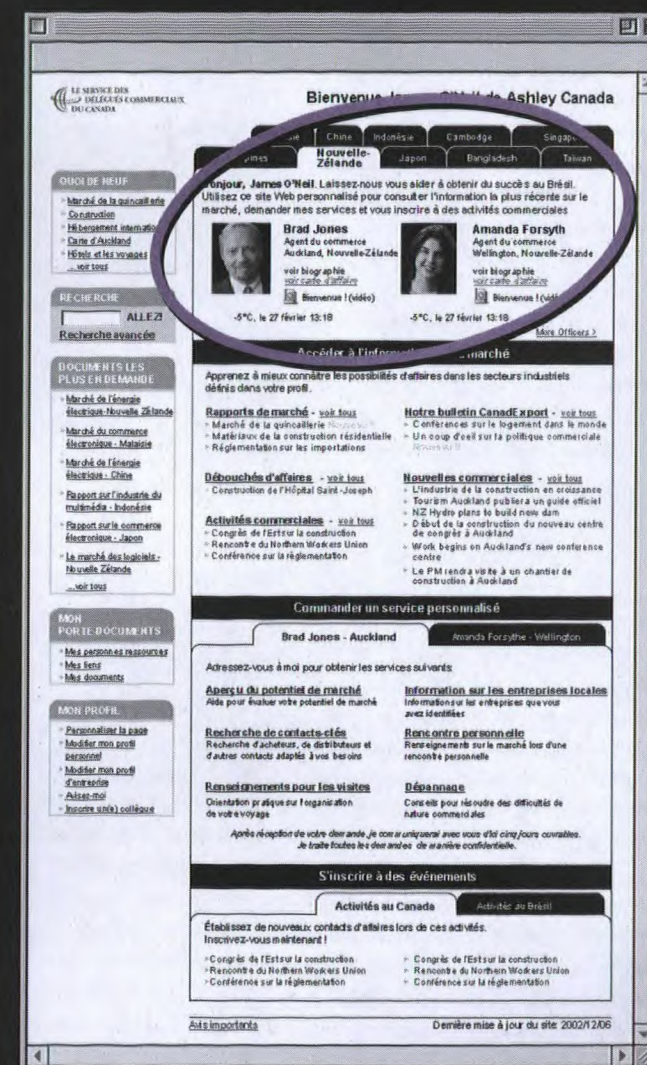 LE SERVICE DES
DÉLÉGUÉS COMMERCIAUX
DU CANADA
Bienvenue de Ashley Canada
Chine
Indonésie
Cambodge
Nouvelle-
Zélande
Japon
Bangladesh
Taiwan
Bonjour, James O'Neil. Laissez-nous vous aider à obtenir du succès au Brésil.
Utilisez ce site Web personnalisé pour consulter l'information la plus récente sur le
marché, demander mes services et vous inscrire à des activités commerciales
Brad Jones
Agent du commerce
Auckland, Nouvelle-Zélande
voir biographie
voir carte d'affaire
Bienvenue ! (vidéo)
-5°C, le 27 février 13:18
Amanda Forsyth
Agent du commerce
Wellington, Nouvelle-Zélande
voir biographie
voir carte d'affaire
Bienvenue !
-5°C, le 27 février 13:18
More Officers >
QUOI DE NEUF
Marché de la quincaillerie
Construction
Hébergement internatio
Carte d'Auckland
Hôtels et les voyages
... voir tous
RECHERCHE
ALLEZ!
Recherche avancée
DOCUMENTS LES
PLUS EN DEMANDE
Marché de l'énergie
électrique-Nouvelle Zélande
Marché du commerce
électronique - Malaisie
Marché de l'énergie
électrique - Chine
Rapport sur l'industrie du
multimédia - Indonésie
Rapport sur le commerce
électronique - Japon
Le marché des logiciels -
Nouvelle Zélande
...voir tous
MON
PORTE-DOCUMENTS
Mes personnes ressources
Mes liens
Mes documents
MON PROFIL
Personnaliser la page
Modifier mon profil
personnel
Modifier mon profil
d'entreprise
Avisez-moi
Inscrire un(e) collègue
Accéder à marché
Apprenez à mieux connaître les possibilités d'affaires dans les secteurs industriels
définis dans votre profil.
Rapports de marché - voir tous
Marché de la quincaillerie Nouveau !
Matériaux de la construction résidentielle
Réglementation sur les importations
Débouchés d'affaires - voir tous
Construction de l'Hôpital Saint-Joseph
Activités commerciales - voir tous
Congrès de l'Est sur la construction
Rencontre du Northern Workers Union
Conférence sur la réglementation
Notre bulletin CanadExport - voir tous
Conférences sur le logement dans le monde
Un coup d'oeil sur la politique commerciale
Nouveau !
Nouvelles commerciales - voir tous
L'industrie de la construction en croissance
Tourism Auckland publiera un guide officiel
NZ Hydro plans to build new dam
Début de la construction du nouveau centre
de congrès à Auckland
Work begins on Auckland's new conference
centre
Le PM rendra visite à un chantier de
construction à Auckland
Commander un service personnalisé
Brad Jones - Auckland
Amanda Forsythe - Wellington
Adressez-vous à moi pour obtenir les services suivants
Aperçu du potentiel de marché
Aide pour évaluer votre potentiel de marché
Information sur les entreprises locales
Information sur les entreprises que vous
avez identifiées
Recherche de contacts-clés
Recherche d'acheteurs, de distributeurs et
d'autres contacts adaptés à vos besoins
Rencontre personnelle
Renseignements sur le marché lors d'une
rencontre personnelle
Renseignements pour les visites
Orientation pratique sur l'organisation
de votre voyage
Dépannage
Conseils pour résoudre des difficultés de
nature commerciales
Après réception de votre demande, je communiquerai avec vous d'ici cinq jours ouvrables.
Je traite toutes les demandes de manière confidentielle.
S'inscrire à des événements
Activités au Canada
Activités au Brésil
Établissez de nouveaux contacts d'affaires lors de ces activités.
Inscrivez-vous maintenant !
Congrès de l'Est sur la construction
Rencontre du Northern Workers Union
Conférence sur la réglementation
Congrès de l'Est sur la construction
Rencontre du Northern Workers Union
Conférence sur la réglementation
Avis importants
Dernière mise à jour du site: 2002/12/06